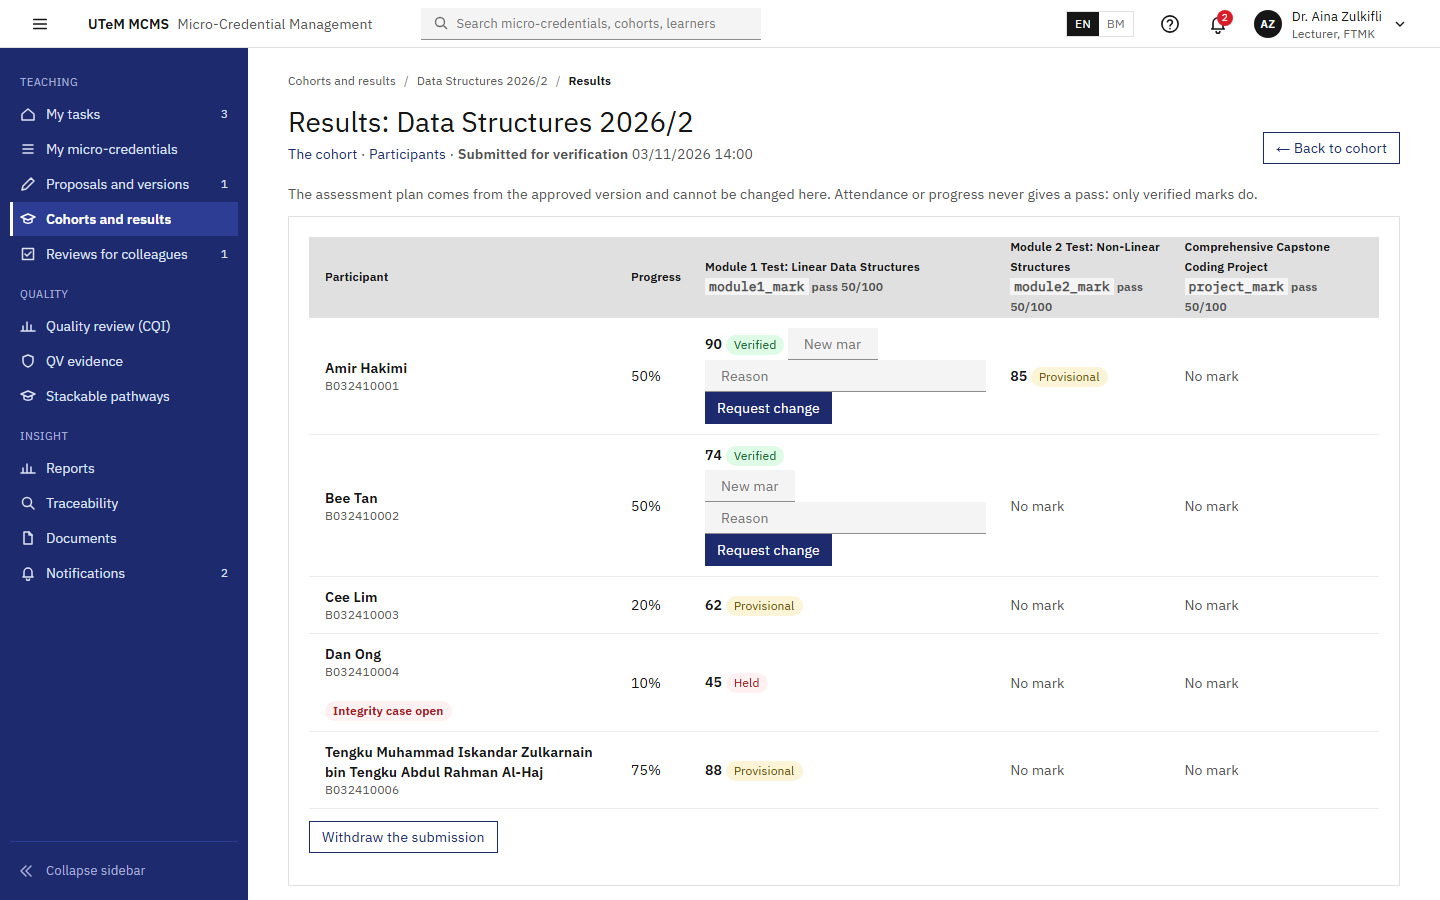 UTeM MCMS Micro-Credential Management
Search micro-credentials, cohorts, learners
EN BM
2
AZ
Dr. Aina Zulkifli
Lecturer, FTMK
TEACHING
My tasks 3
My micro-credentials
Proposals and versions 1
Cohorts and results
Reviews for colleagues 1
QUALITY
Quality review (CQI)
QV evidence
Stackable pathways
INSIGHT
Reports
Traceability
Documents
Notifications 2
Collapse sidebar
Cohorts and results / Data Structures 2026/2 / Results
Results: Data Structures 2026/2
The cohort · Participants · Submitted for verification 03/11/2026 14:00
← Back to cohort
The assessment plan comes from the approved version and cannot be changed here. Attendance or progress never gives a pass: only verified marks do.
Participant
Progress
Module 1 Test: Linear Data Structures
module1_mark pass 50/100
Module 2 Test: Non-Linear
Structures
module2_mark pass
50/100
Comprehensive Capstone
Coding Project
project_mark pass
50/100
Amir Hakimi
B032410001
50%
90 Verified New mar
Reason
Request change
85 Provisional
No mark
Bee Tan
B032410002
50%
74 Verified
New mar
Reason
Request change
No mark
No mark
Cee Lim
B032410003
20%
62 Provisional
No mark
No mark
Dan Ong
B032410004
Integrity case open
10%
45 Held
No mark
No mark
Tengku Muhammad Iskandar Zulkarnain
bin Tengku Abdul Rahman Al-Haj
B032410006
75%
88 Provisional
No mark
No mark
Withdraw the submission